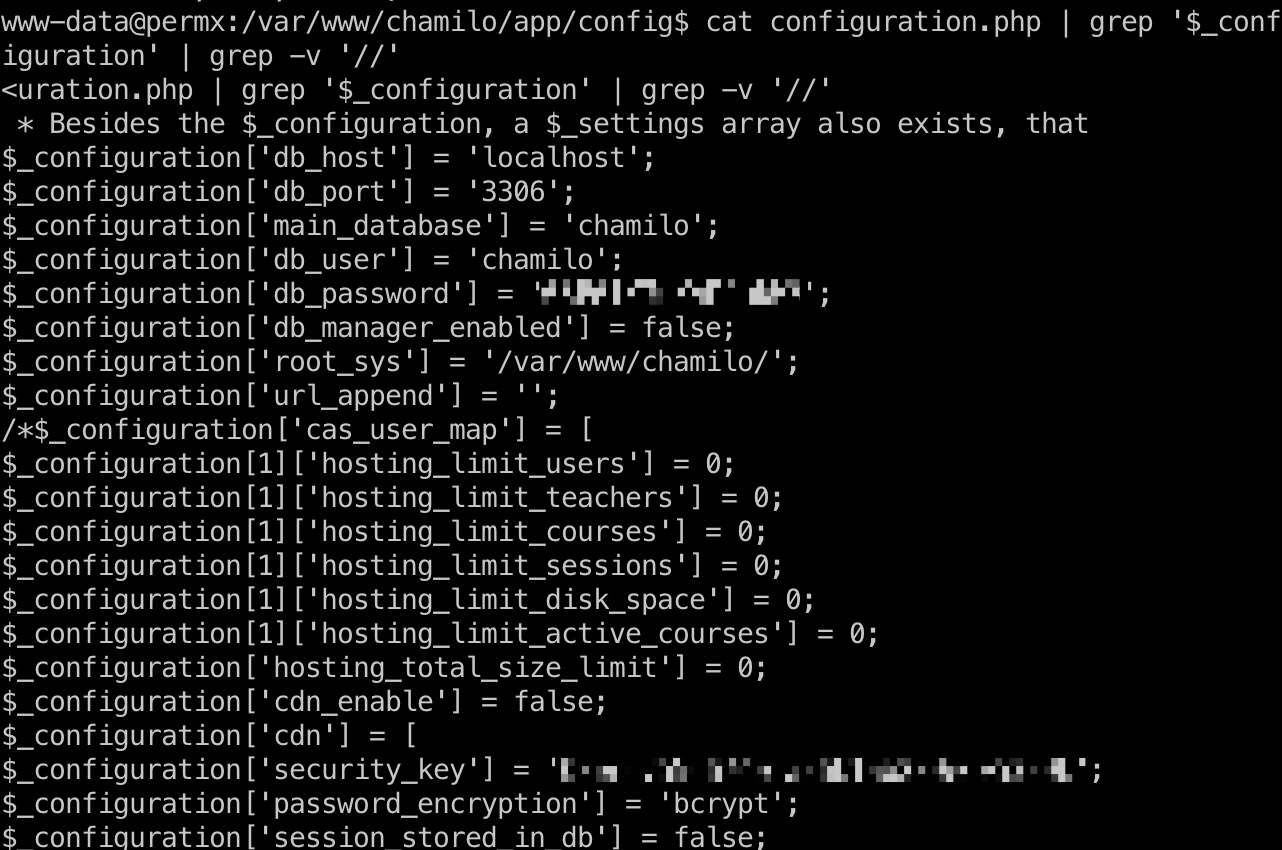 www-data@permx:/var/www/chamilo/app/config$ cat configuration.php | grep '$_conf
iguration' | grep -v '//'
<uration.php | grep '$_configuration' | grep -v '//'
 * Besides the $_configuration, a $_settings array also exists, that
$_configuration['db_host'] = 'localhost';
$_configuration['db_port'] = '3306';
$_configuration['main_database'] = 'chamilo';
$_configuration['db_user'] = 'chamilo';
$_configuration['db_password'] = '';
$_configuration['db_manager_enabled'] = false;
$_configuration['root_sys'] = '/var/www/chamilo/';
$_configuration['url_append'] = '';
/*$_configuration['cas_user_map'] = [
$_configuration[1]['hosting_limit_users'] = 0;
$_configuration[1]['hosting_limit_teachers'] = 0;
$_configuration[1]['hosting_limit_courses'] = 0;
$_configuration[1]['hosting_limit_sessions'] = 0;
$_configuration[1]['hosting_limit_disk_space'] = 0;
$_configuration[1]['hosting_limit_active_courses'] = 0;
$_configuration['hosting_total_size_limit'] = 0;
$_configuration['cdn_enable'] = false;
$_configuration['cdn'] = [
$_configuration['security_key'] = '';
$_configuration['password_encryption'] = 'bcrypt';
$_configuration['session_stored_in_db'] = false;